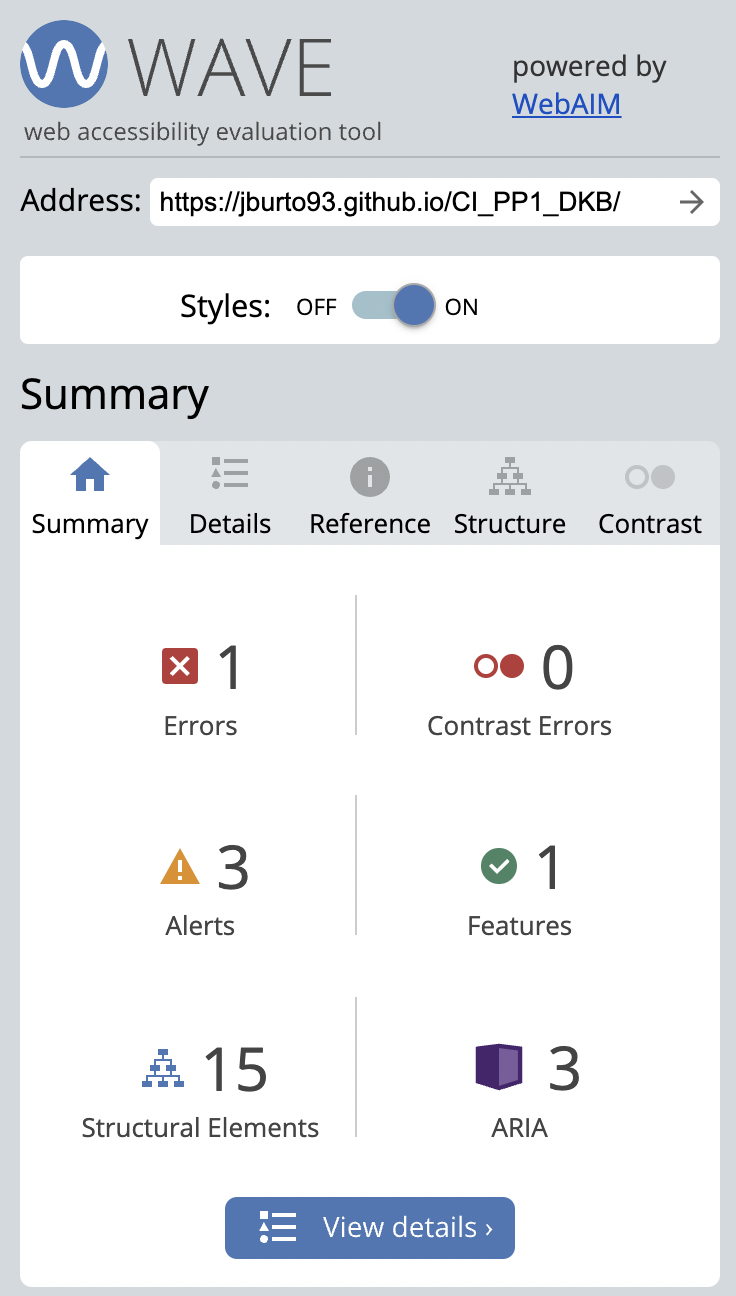 WAVE
powered by
WebAIM
web accessibility evaluation tool
Address: https://jburto93.github.io/CI_PP1_DKB/
Styles: OFF ON
Summary
Summary Details Reference Structure Contrast
1 0
Errors Contrast Errors
3 1
Alerts Features
15 3
Structural Elements ARIA
View details ›